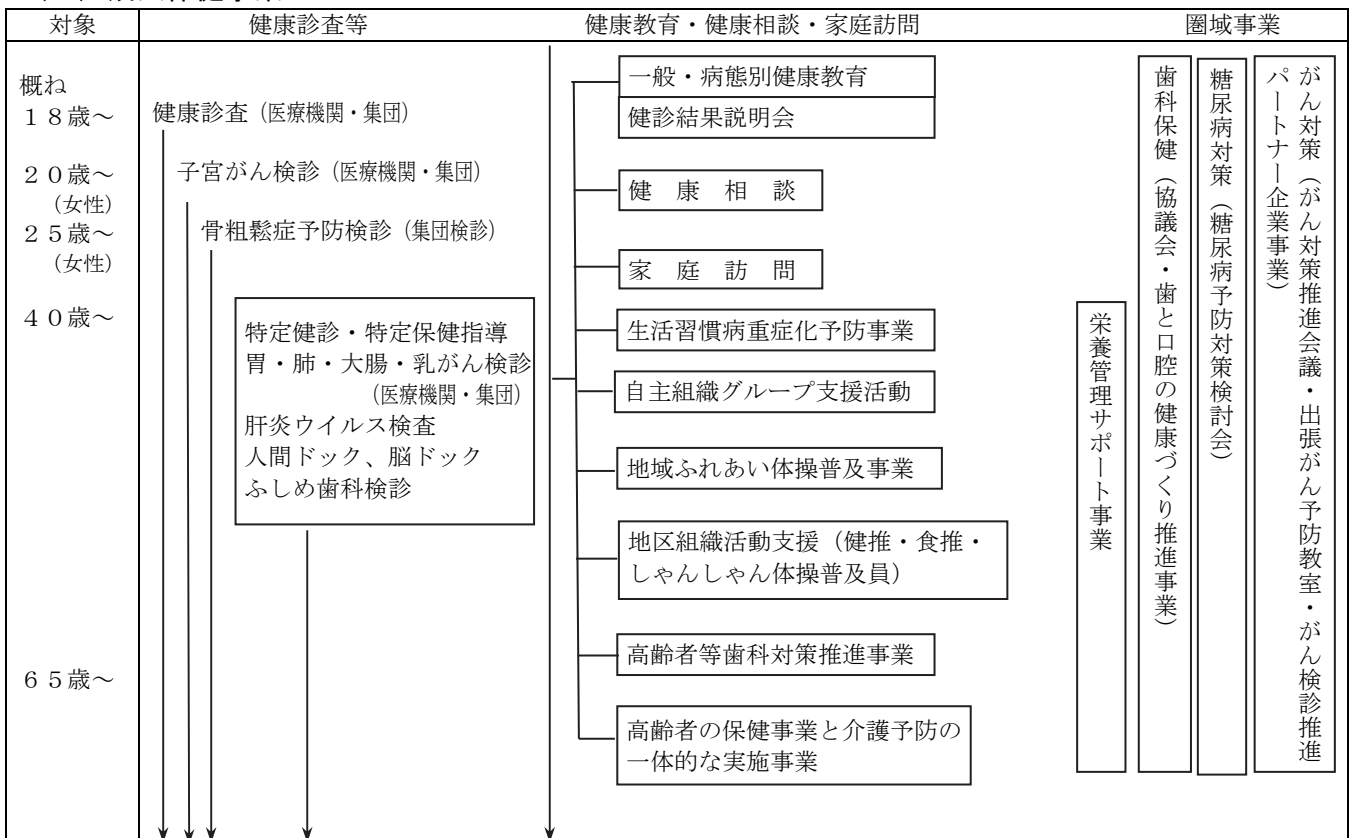 対象
健康診査等
健康教育・健康相談・家庭訪問
圏域事業
概ね
18歳～
健康診査（医療機関・集団）
20歳～
（女性）
子宮がん検診（医療機関・集団）
25歳～
（女性）
骨粗鬆症予防検診（集団検診）
40歳～
特定健診・特定保健指導
胃・肺・大腸・乳がん検診
（医療機関・集団）
肝炎ウイルス検査
人間ドック、脳ドック
ふしめ歯科検診
65歳～
一般・病態別健康教育
健診結果説明会
健　康　相　談
家　庭　訪　問
生活習慣病重症化予防事業
自主組織グループ支援活動
地域ふれあい体操普及事業
地区組織活動支援（健推・食推・
しゃんしゃん体操普及員）
高齢者等歯科対策推進事業
高齢者の保健事業と介護予防の
一体的な実施事業
がん対策（がん対策推進会議・出張がん予防教室・がん検診推進
パートナー企業事業）
糖尿病対策（糖尿病予防対策検討会）
歯科保健（協議会・歯と口腔の健康づくり推進事業）
栄養管理サポート事業